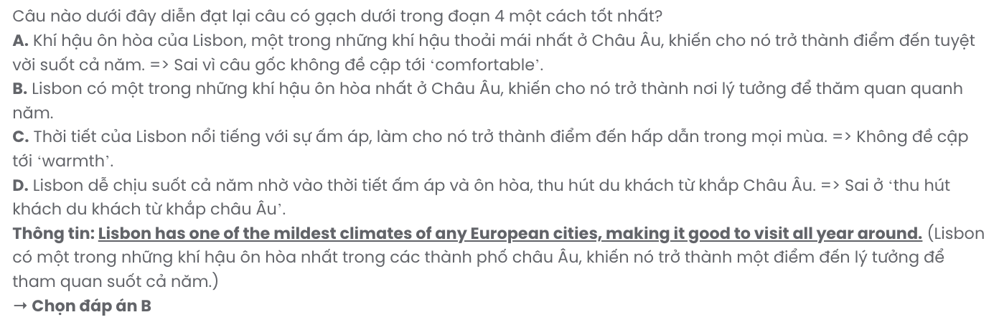 Câu nào dưới đây diễn đạt lại câu có gạch dưới trong đoạn 4 một cách tốt nhất?
A. Khí hậu ôn hòa của Lisbon, một trong những khí hậu thoải mái nhất ở Châu Âu, khiến cho nó trở thành điểm đến tuyệt
vời suốt cả năm. => Sai vì câu gốc không đề cập tới ‘comfortable’.
B. Lisbon có một trong những khí hậu ôn hòa nhất ở Châu Âu, khiến cho nó trở thành nơi lý tưởng để thăm quan quanh
năm.
C. Thời tiết của Lisbon nổi tiếng với sự ấm áp, làm cho nó trở thành điểm đến hấp dẫn trong mọi mùa. => Không đề cập
tới ‘warmth’.
D. Lisbon dễ chịu suốt cả năm nhờ vào thời tiết ấm áp và ôn hòa, thu hút du khách từ khắp Châu Âu. => Sai ở ‘thu hút
khách du khách từ khắp châu Âu’.
Thông tin: Lisbon has one of the mildest climates of any European cities, making it good to visit all year around. (Lisbon
có một trong những khí hậu ôn hòa nhất trong các thành phố châu Âu, khiến nó trở thành một điểm đến lý tưởng để
tham quan suốt cả năm.)
→ Chọn đáp án B